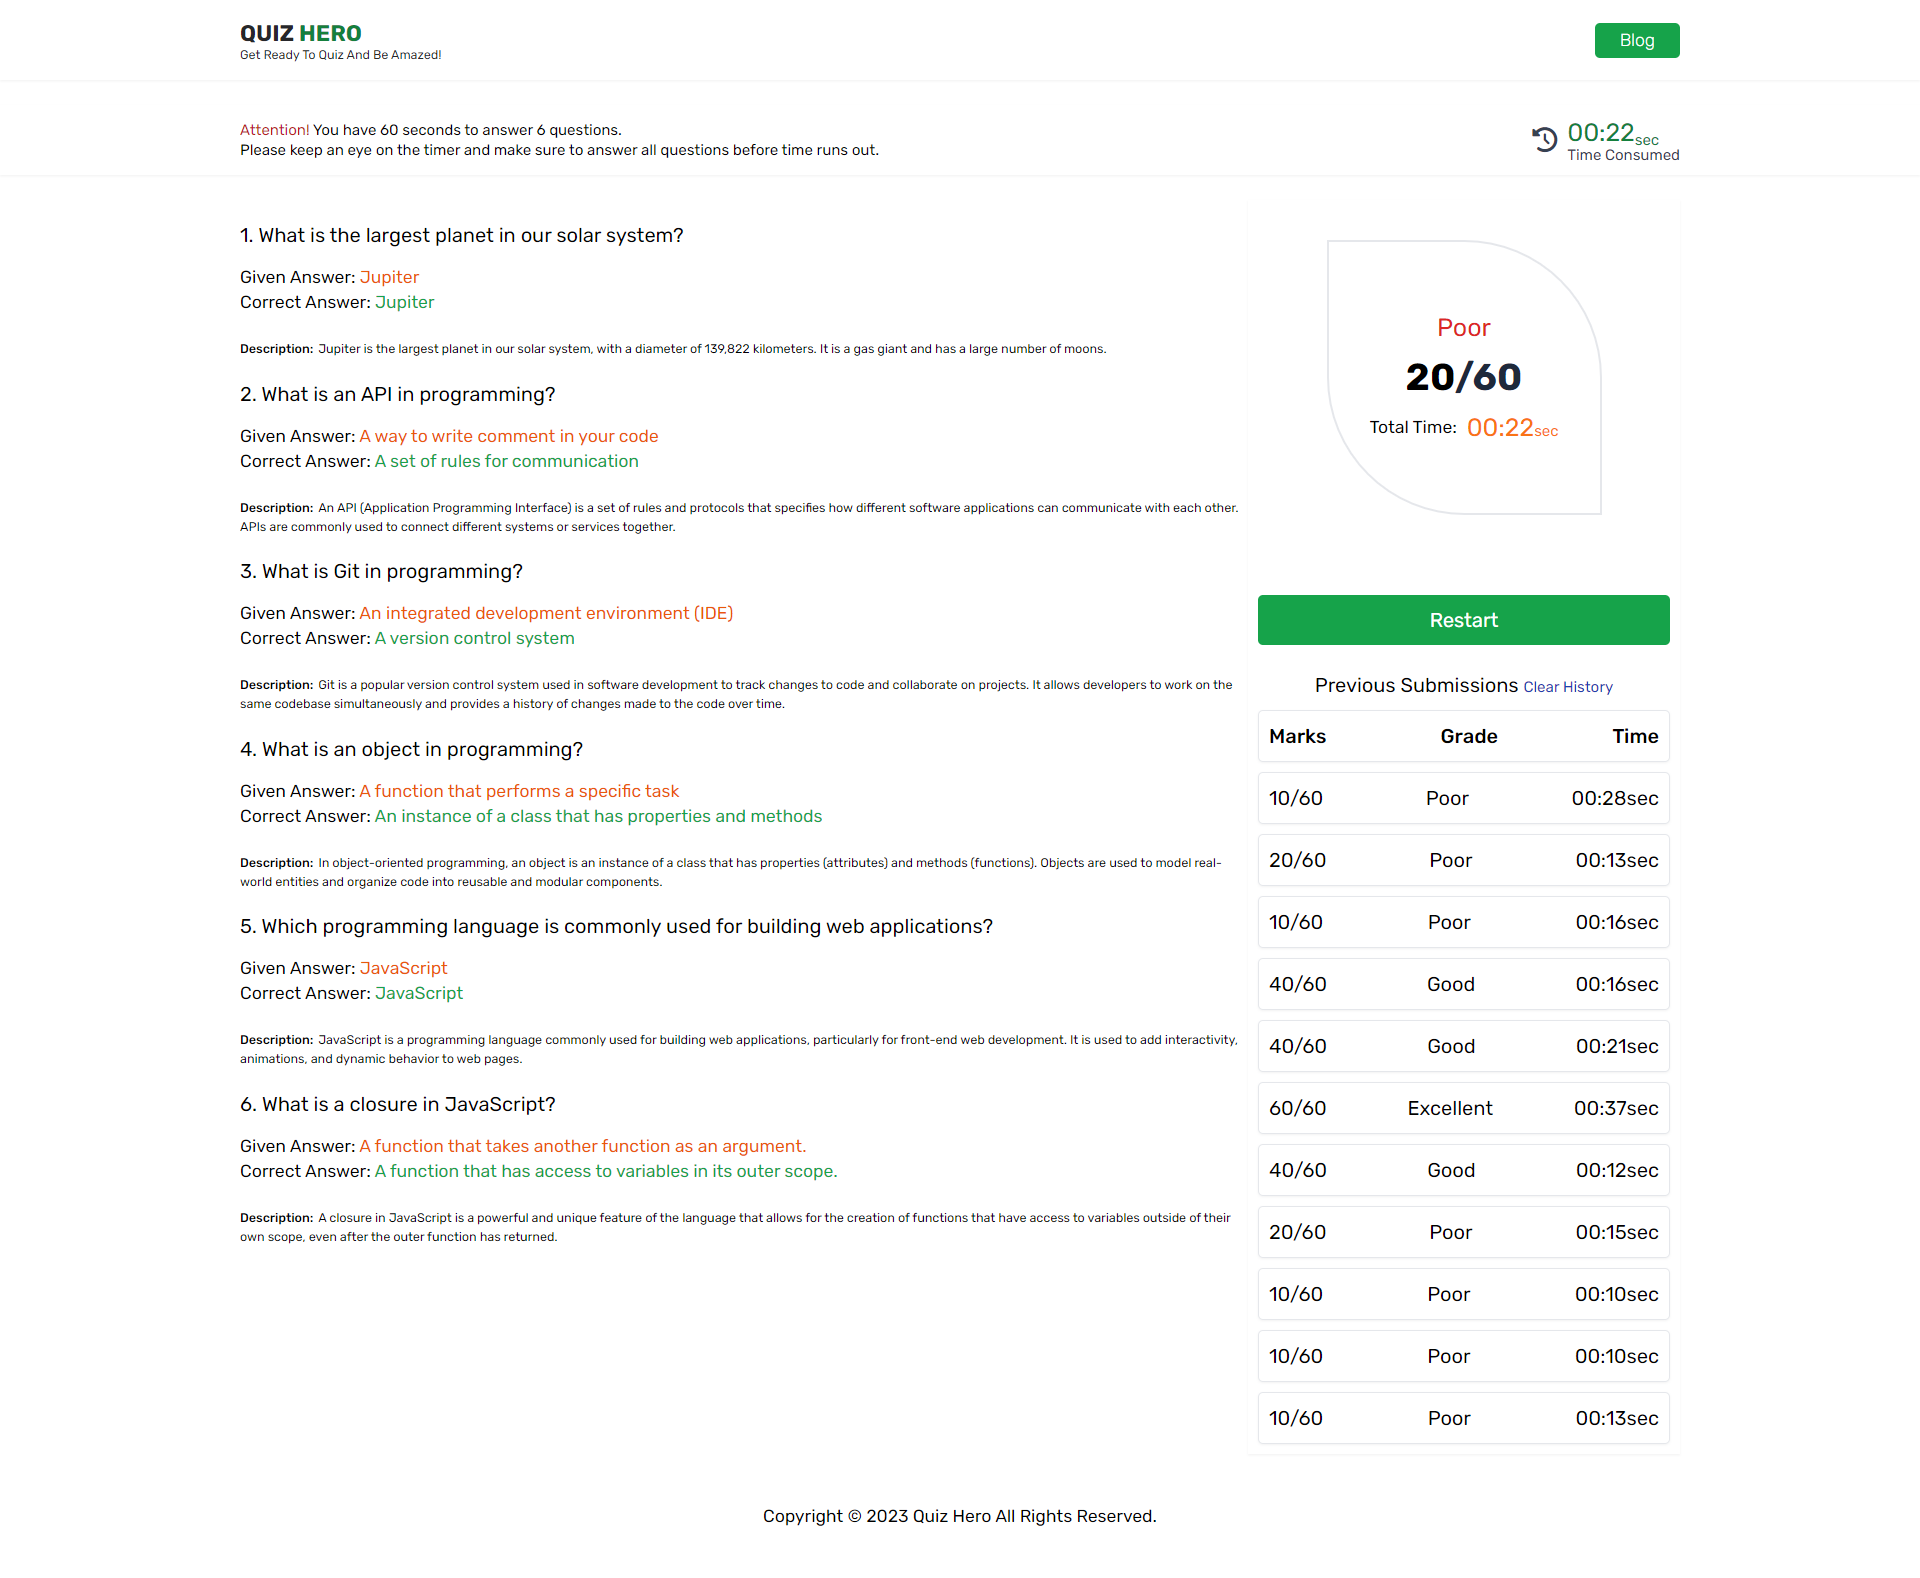 QUIZ HERO
Get Ready To Quiz And Be Amazed!
Blog
Attention! You have 60 seconds to answer 6 questions.
Please keep an eye on the timer and make sure to answer all questions before time runs out.
00:22sec
Time Consumed
1. What is the largest planet in our solar system?
Given Answer: Jupiter
Correct Answer: Jupiter
Description: Jupiter is the largest planet in our solar system, with a diameter of 139,822 kilometers. It is a gas giant and has a large number of moons.
2. What is an API in programming?
Given Answer: A way to write comment in your code
Correct Answer: A set of rules for communication
Description: An API (Application Programming Interface) is a set of rules and protocols that specifies how different software applications can communicate with each other.
APIs are commonly used to connect different systems or services together.
3. What is Git in programming?
Given Answer: An integrated development environment (IDE)
Correct Answer: A version control system
Description: Git is a popular version control system used in software development to track changes to code and collaborate on projects. It allows developers to work on the
same codebase simultaneously and provides a history of changes made to the code over time.
4. What is an object in programming?
Given Answer: A function that performs a specific task
Correct Answer: An instance of a class that has properties and methods
Description: In object-oriented programming, an object is an instance of a class that has properties (attributes) and methods (functions). Objects are used to model real-
world entities and organize code into reusable and modular components.
5. Which programming language is commonly used for building web applications?
Given Answer: JavaScript
Correct Answer: JavaScript
Description: JavaScript is a programming language commonly used for building web applications, particularly for front-end web development. It is used to add interactivity,
animations, and dynamic behavior to web pages.
6. What is a closure in JavaScript?
Given Answer: A function that takes another function as an argument.
Correct Answer: A function that has access to variables in its outer scope.
Description: A closure in JavaScript is a powerful and unique feature of the language that allows for the creation of functions that have access to variables outside of their
own scope, even after the outer function has returned.
Poor
20/60
Total Time: 00:22sec
Restart
Previous Submissions Clear History
Marks Grade Time
10/60 Poor 00:28sec
20/60 Poor 00:13sec
10/60 Poor 00:16sec
40/60 Good 00:16sec
40/60 Good 00:21sec
60/60 Excellent 00:37sec
40/60 Good 00:12sec
20/60 Poor 00:15sec
10/60 Poor 00:10sec
10/60 Poor 00:10sec
10/60 Poor 00:13sec
Copyright © 2023 Quiz Hero All Rights Reserved.